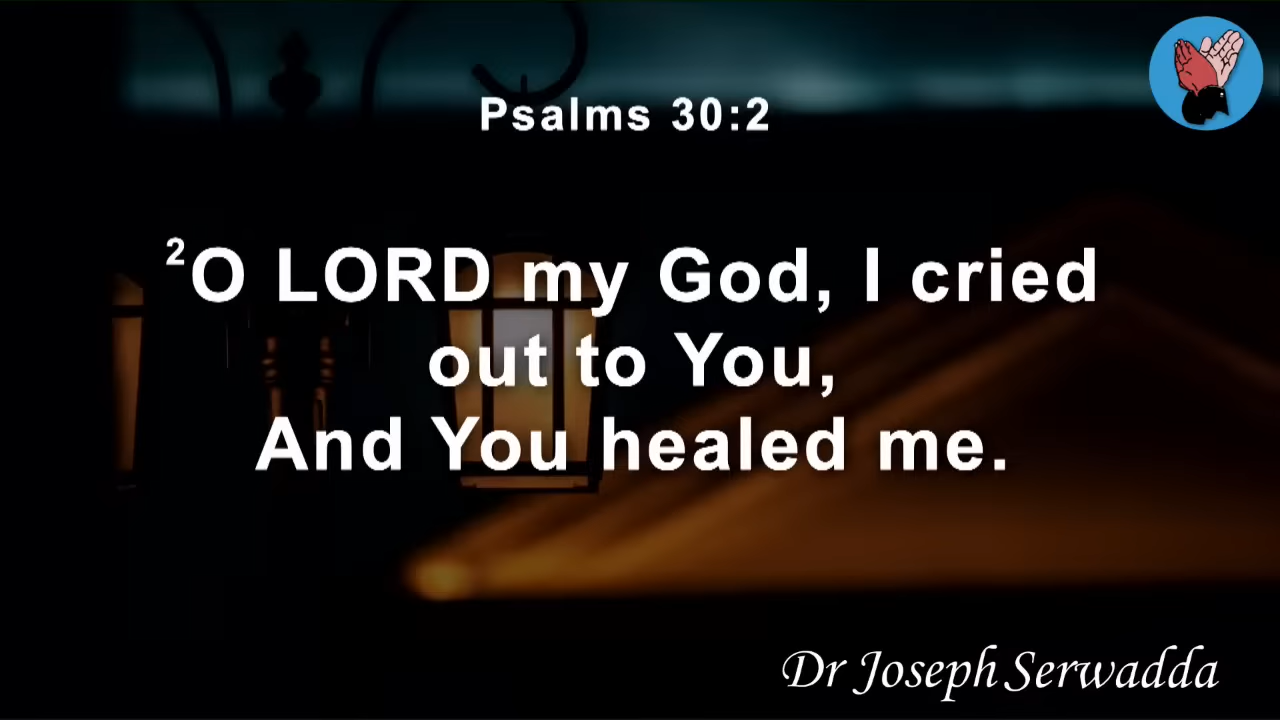 Psalms 30:2
²O LORD my God, I cried
out to You,
And You healed me.
Dr Joseph Serwadda